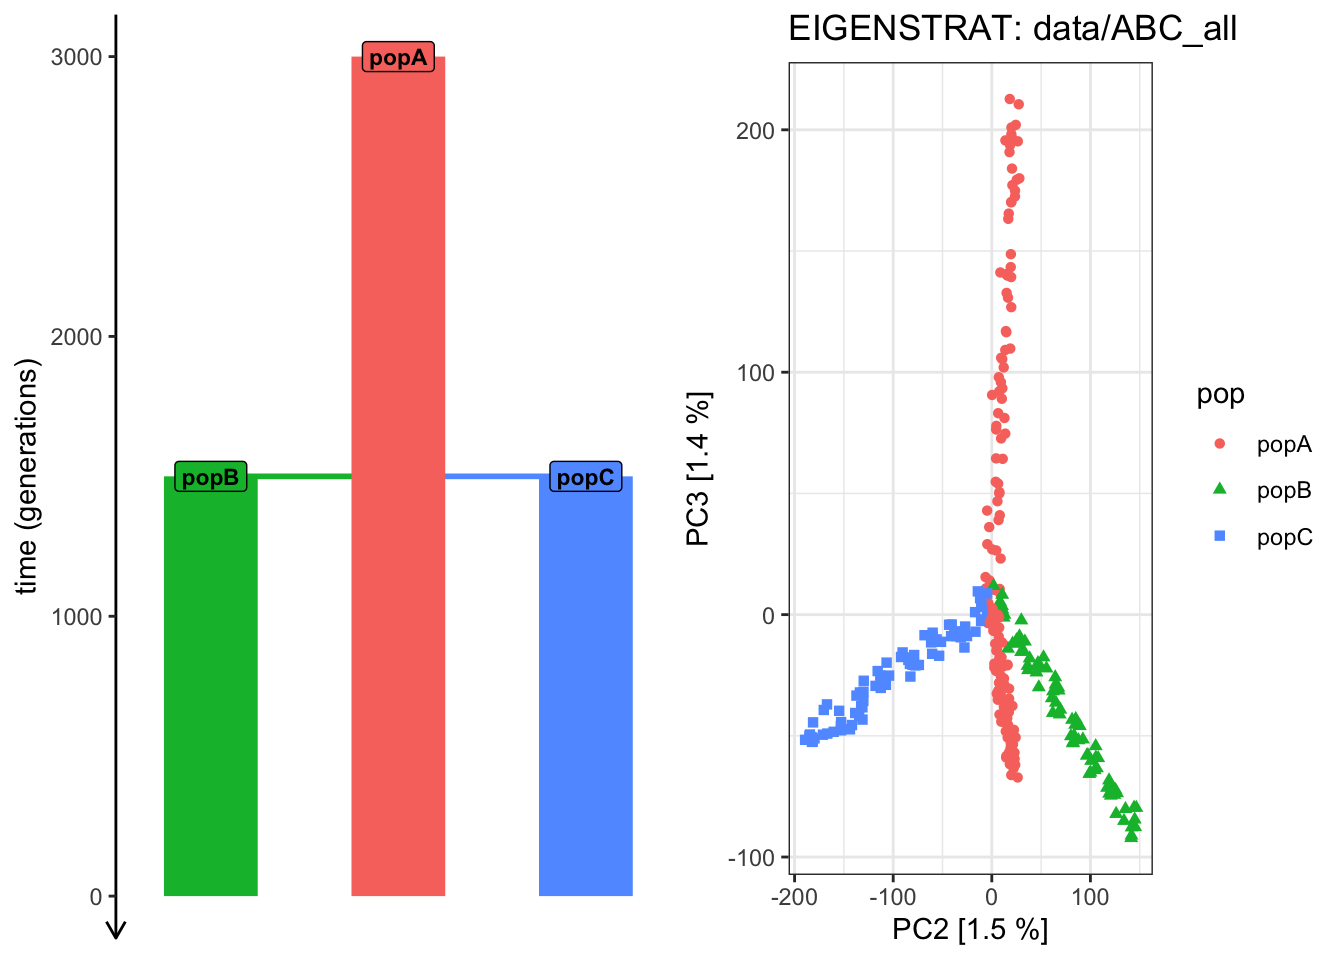 time (generations)
3000
2000
1000
0
popA
popB
popC
EIGENSTRAT: data/ABC_all
PC3 [1.4 %]
200
100
0
-100
-200
-100
0
100
PC2 [1.5 %]
pop
popA
popB
popC